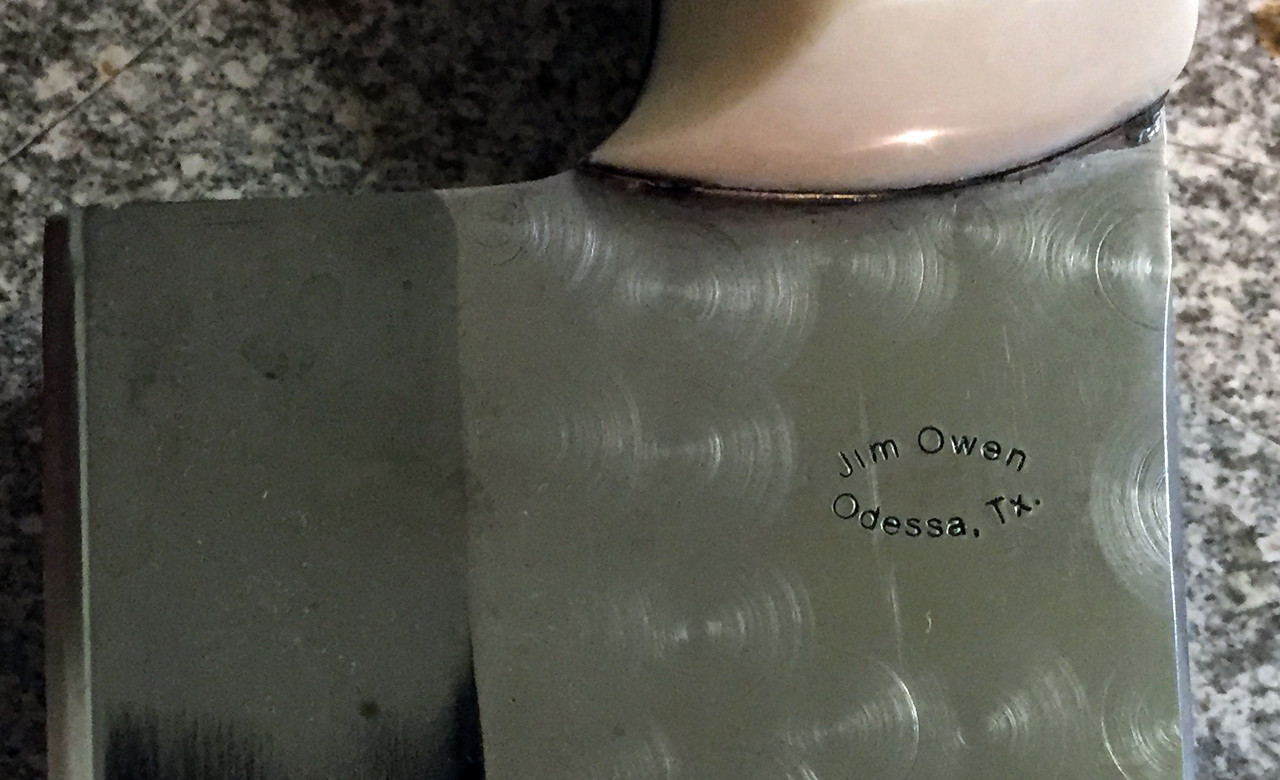 Jim Owen
Odessa, Tx.